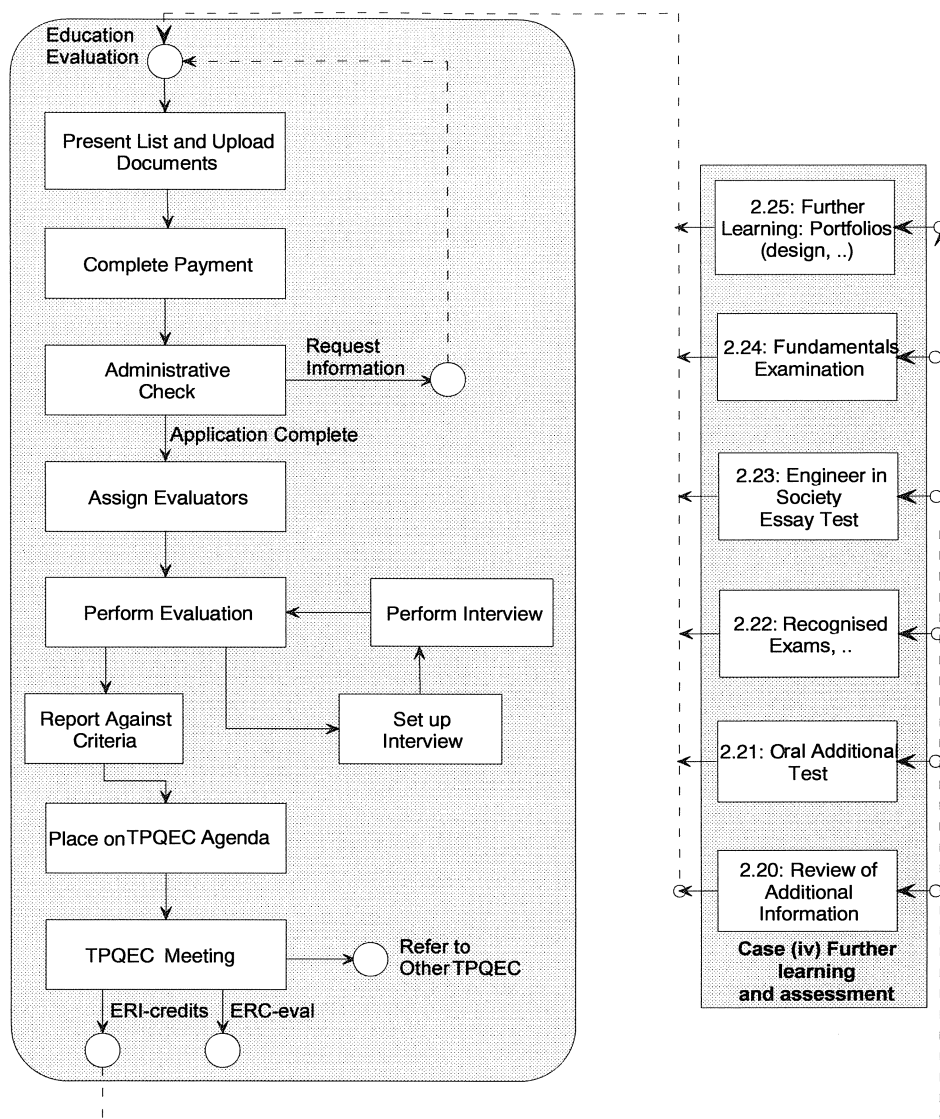 Education
Evaluation
Present List and Upload
Documents
Complete Payment
Administrative
Check
Request
Information
Application Complete
Assign Evaluators
Perform Evaluation
Perform Interview
Report Against
Criteria
Set up
Interview
Place on TPQEC Agenda
TPQEC Meeting
Refer to
Other TPQEC
ERI-credits
ERC-eval
2.25: Further
Learning: Portfolios
(design, ..)
2.24: Fundamentals
Examination
2.23: Engineer in
Society
Essay Test
2.22: Recognised
Exams, ..
2.21: Oral Additional
Test
2.20: Review of
Additional
Information
Case (iv) Further
learning
and assessment